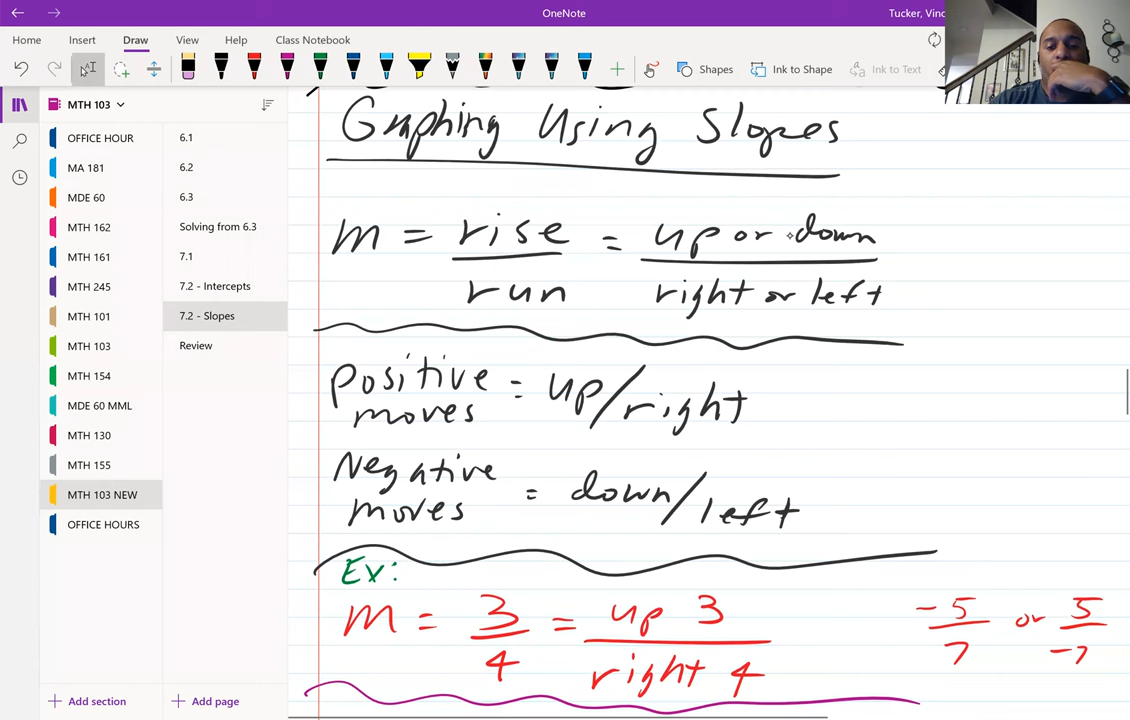 OneNote
Tucker, Vinc
Home
Insert
Draw
View
Help
Class Notebook
Shapes
Ink to Shape
Ink to Text
MTH 103
OFFICE HOUR
MA 181
MDE 60
MTH 162
MTH 161
MTH 245
MTH 101
MTH 103
MTH 154
MDE 60 MML
MTH 130
MTH 155
MTH 103 NEW
OFFICE HOURS
Add section
6.1
6.2
6.3
Solving from 6.3
7.1
7.2 - Intercepts
7.2 - Slopes
Review
Add page
Graphing Using Slopes
m = rise / run = up or down / right or left
Positive moves = up/right
Negative moves = down/left
Ex:
m = 3/4 = up 3 / right 4
-5/7 or 5/-7